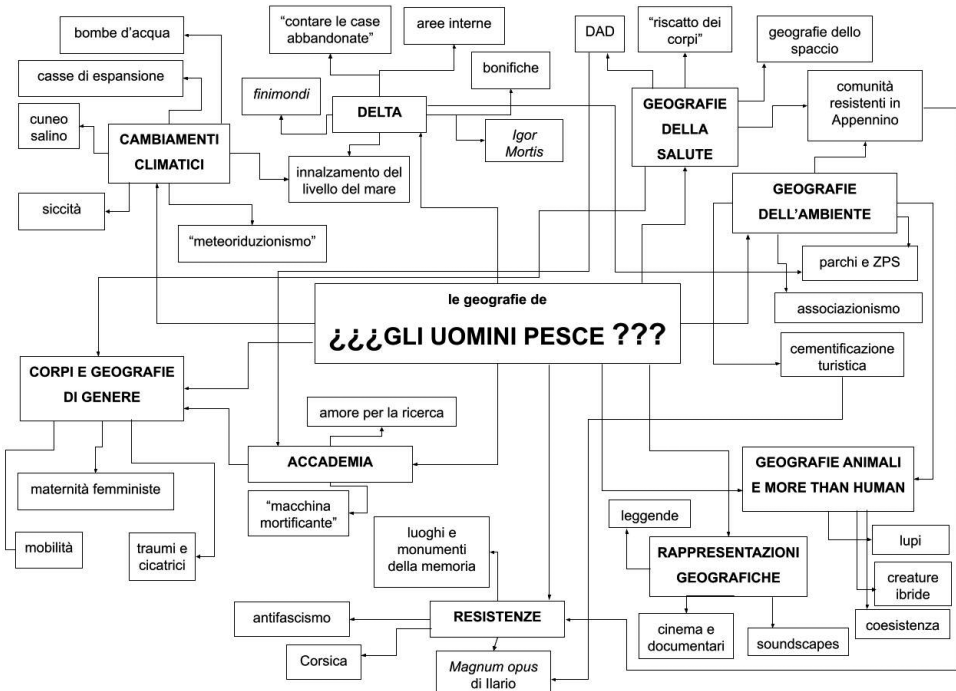 bombe d'acqua
casse di espansione
cuneo
salino
CAMBIAMENTI
CLIMATICI
siccità
"meteoriduzionismo"
"contare le case
abbandonate"
aree interne
bonifiche
finimondi
DELTA
Igor
Mortis
innalzamento del
livello del mare
DAD
"riscatto dei
corpi"
geografie dello
spaccio
GEOGRAFIE
DELLA
SALUTE
comunità
resistenti in
Appennino
GEOGRAFIE
DELL'AMBIENTE
parchi e ZPS
associazionismo
cementificazione
turistica
le geografie de
¿¿¿GLI UOMINI PESCE ???
CORPI E GEOGRAFIE
DI GENERE
maternità femministe
mobilità
traumi e
cicatrici
amore per la ricerca
ACCADEMIA
"macchina
mortificante"
luoghi e
monumenti
della memoria
antifascismo
RESISTENZE
Corsica
Magnum opus
di Ilario
leggende
RAPPRESENTAZIONI
GEOGRAFICHE
cinema e
documentari
soundscapes
GEOGRAFIE ANIMALI
E MORE THAN HUMAN
lupi
creature
ibride
coesistenza